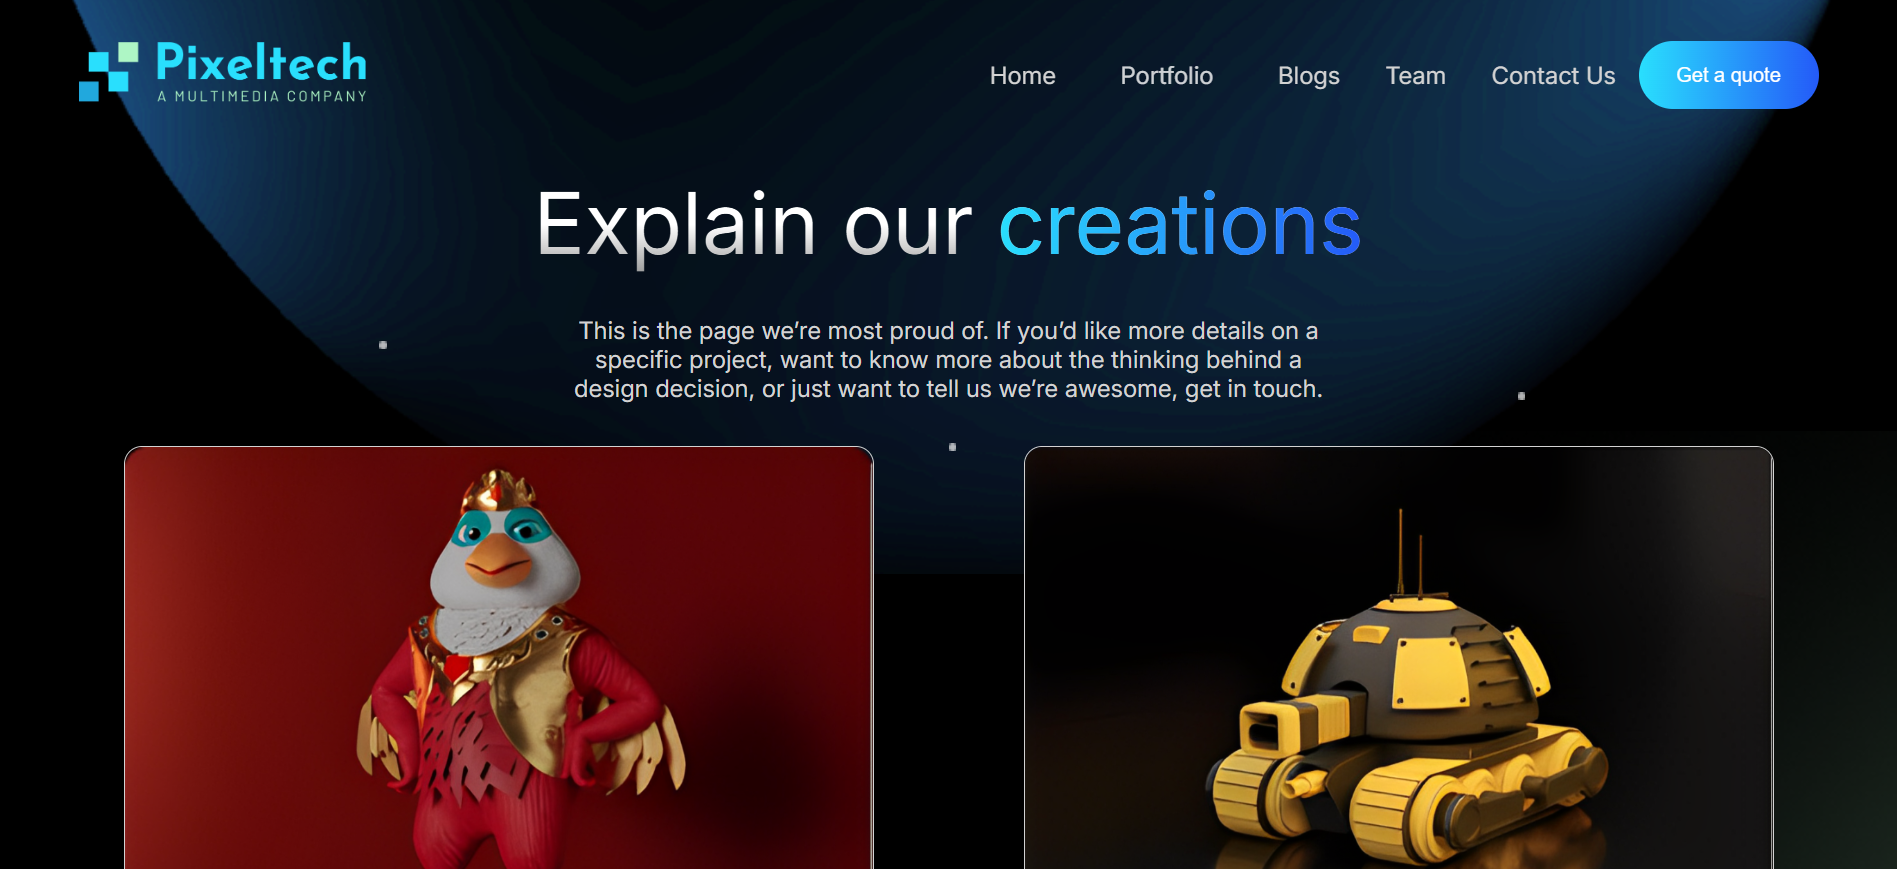 Pixeltech
A MULTIMEDIA COMPANY
Home Portfolio Blogs Team Contact Us Get a quote
Explain our creations
This is the page we’re most proud of. If you’d like more details on a
specific project, want to know more about the thinking behind a
design decision, or just want to tell us we’re awesome, get in touch.